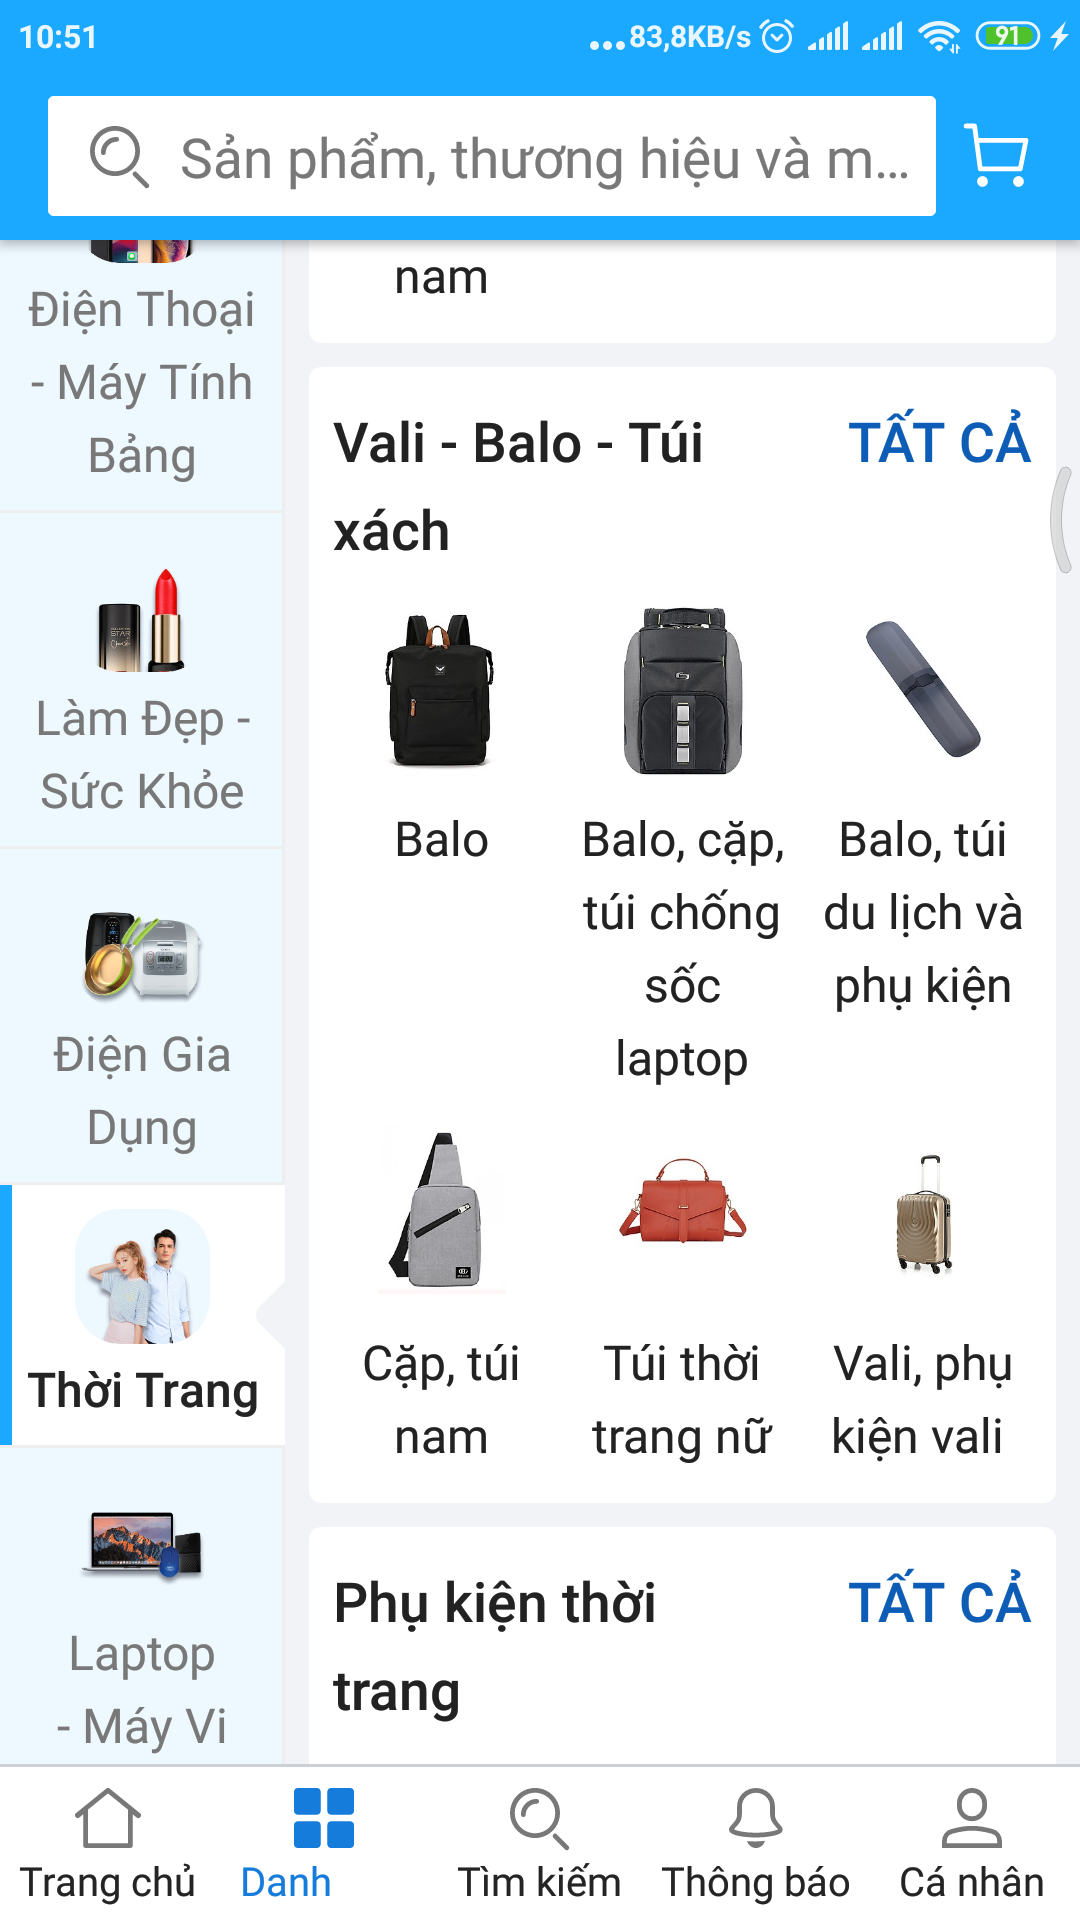 10:51
...83,8KB/s
91
Sản phẩm, thương hiệu và m...
Điện Thoại
- Máy Tính
Bảng
Làm Đẹp -
Sức Khỏe
Điện Gia
Dụng
Thời Trang
Laptop
- Máy Vi
nam
Vali - Balo - Túi
xách
TẤT CẢ
Balo
Balo, cặp,
túi chống
sốc
laptop
Balo, túi
du lịch và
phụ kiện
Cặp, túi
nam
Túi thời
trang nữ
Vali, phụ
kiện vali
Phụ kiện thời
trang
TẤT CẢ
Trang chủ
Danh
Tìm kiếm
Thông báo
Cá nhân